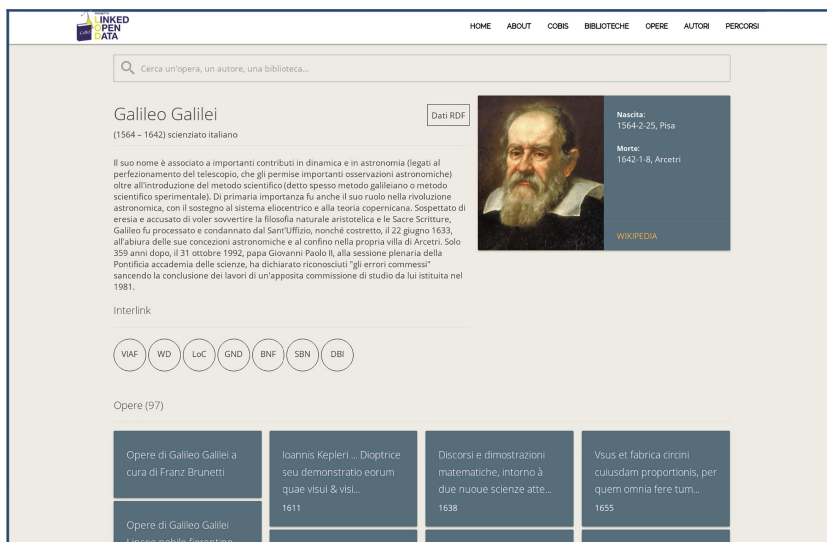 PROGETTO
LINKED
OPEN
DATA
CoBiS
HOME ABOUT COBIS BIBLIOTECHE OPERE AUTORI PERCORSI
Cerca un'opera, un autore, una biblioteca...
Galileo Galilei
Dati RDF
(1564 – 1642) scienziato italiano
Il suo nome è associato a importanti contributi in dinamica e in astronomia (legati al
perfezionamento del telescopio, che gli permise importanti osservazioni astronomiche)
oltre all'introduzione del metodo scientifico (detto spesso metodo galileiano o metodo
scientifico sperimentale). Di primaria importanza fu anche il suo ruolo nella rivoluzione
astronomica, con il sostegno al sistema eliocentrico e alla teoria copernicana. Sospettato di
eresia e accusato di voler sovvertire la filosofia naturale aristotelica e le Sacre Scritture,
Galileo fu processato e condannato dal Sant'Uffizio, nonché costretto, il 22 giugno 1633,
all'abiura delle sue concezioni astronomiche e al confino nella propria villa di Arcetri. Solo
359 anni dopo, il 31 ottobre 1992, papa Giovanni Paolo II, alla sessione plenaria della
Pontificia accademia delle scienze, ha dichiarato riconosciuti "gli errori commessi"
sancendo la conclusione dei lavori di un'apposita commissione di studio da lui istituita nel
1981.
Nascita:
1564-2-25, Pisa
Morte:
1642-1-8, Arcetri
WIKIPEDIA
Interlink
VIAF WD LoC GND BNF SBN DBI
Opere (97)
Opere di Galileo Galilei a
cura di Franz Brunetti
Ioannis Kepleri ... Dioptrice
seu demonstratio eorum
quae visui & visi...
1611
Discorsi e dimostrazioni
matematiche, intorno à
due nuoue scienze atte...
1638
Vsus et fabrica circini
cuiusdam proportionis, per
quem omnia fere tum...
1655
Opere di Galileo Galilei
Linceo nobile fiorentino